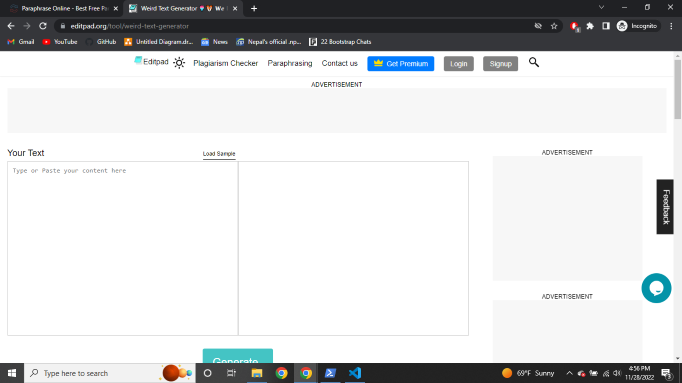 Paraphrase Online - Best Free Pa
Weird Text Generator
editpad.org/tool/weird-text-generator
Incognito
Gmail
YouTube
GitHub
Untitled Diagram.dr...
News
Nepal's official .np...
22 Bootstrap Chats
Editpad
Plagiarism Checker
Paraphrasing
Contact us
Get Premium
Login
Signup
ADVERTISEMENT
Your Text
Load Sample
ADVERTISEMENT
Type or Paste your content here
Feedback
ADVERTISEMENT
Generate
Type here to search
69°F Sunny
4:56 PM
11/28/2022
3